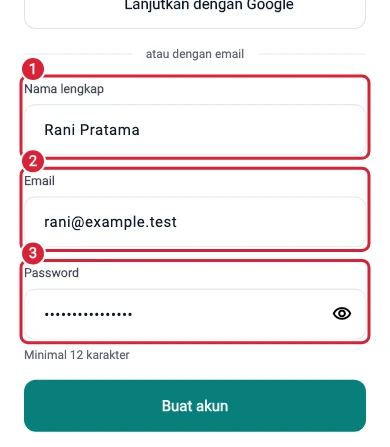 Lanjutkan dengan Google
atau dengan email
1
Nama lengkap
Rani Pratama
2
Email
rani@example.test
3
Password
••••••••••••••••
Minimal 12 karakter
Buat akun